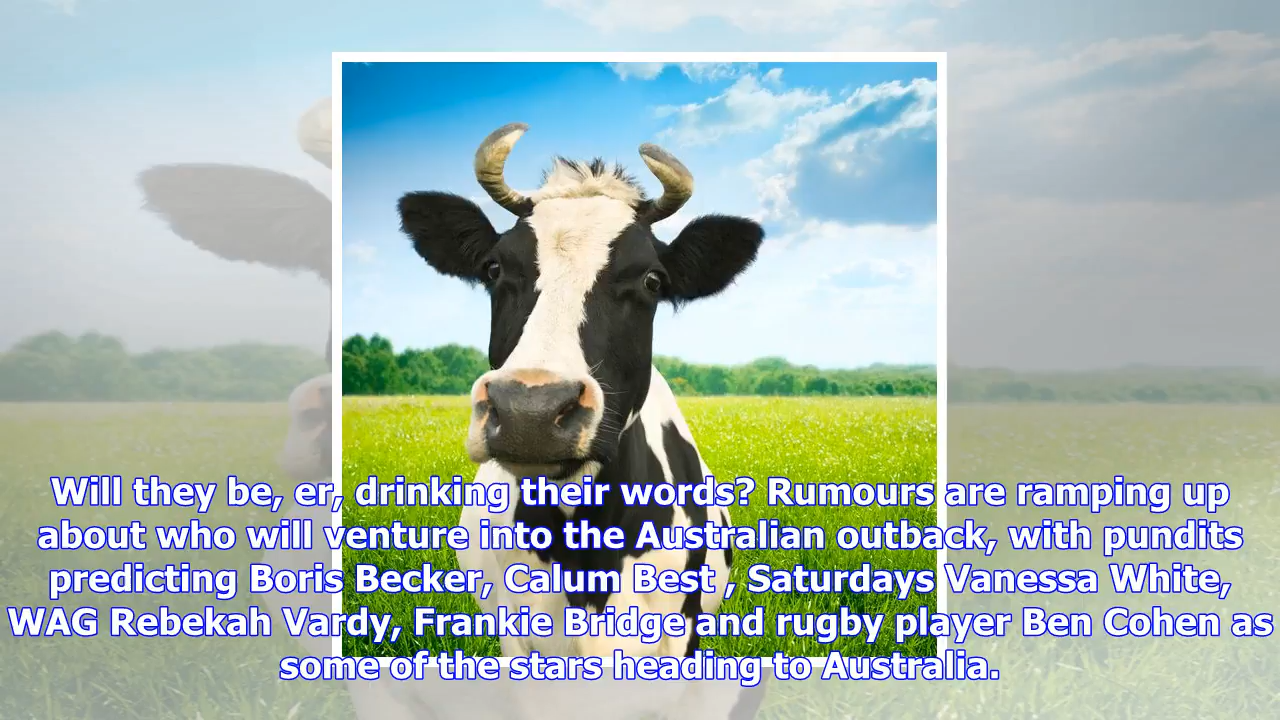 Will they be, er, drinking their words? Rumours are ramping up
about who will venture into the Australian outback, with pundits
predicting Boris Becker, Calum Best , Saturdays Vanessa White,
WAG Rebekah Vardy, Frankie Bridge and rugby player Ben Cohen as
some of the stars heading to Australia.